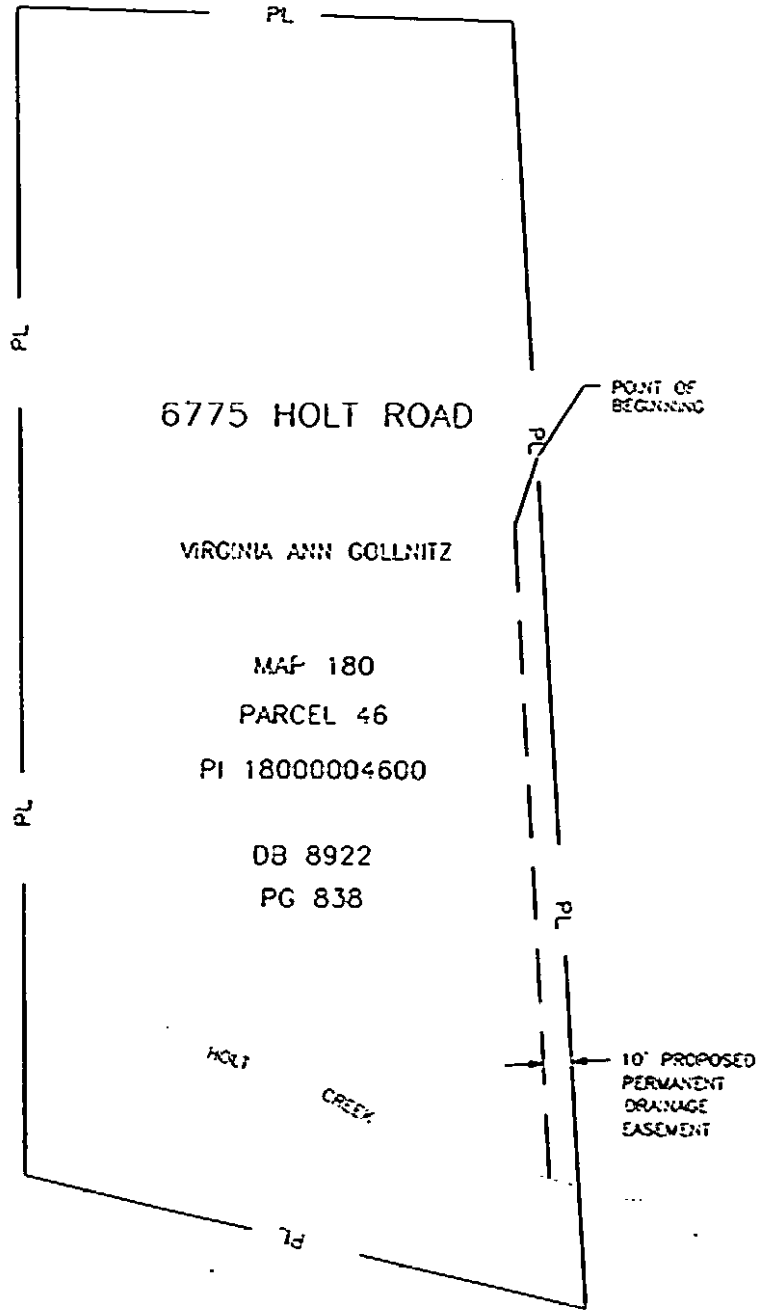 PL
PL
POINT OF
BEGINNING
6775 HOLT ROAD
PL
VIRGINIA ANN GOLLNITZ
MAP 180
PARCEL 46
PI 18000004600
PL
DB 8922
PG 838
PL
HOLT
CREEK
10' PROPOSED
PERMANENT
DRAINAGE
EASEMENT
PL